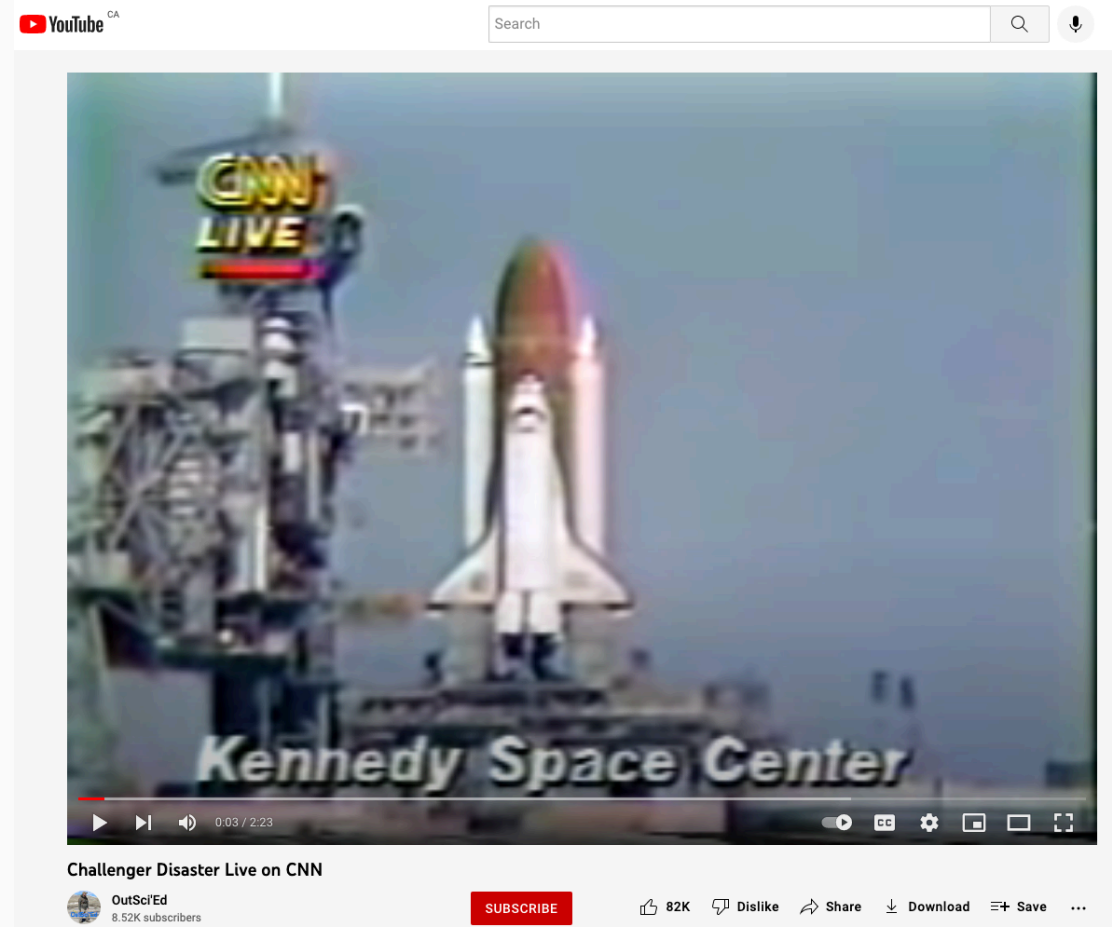 YouTube CA
Search
CNN
LIVE
Kennedy Space Center
0:03 / 2:23
CC
Challenger Disaster Live on CNN
OutSci'Ed
8.52K subscribers
SUBSCRIBE
82K
Dislike
Share
Download
Save